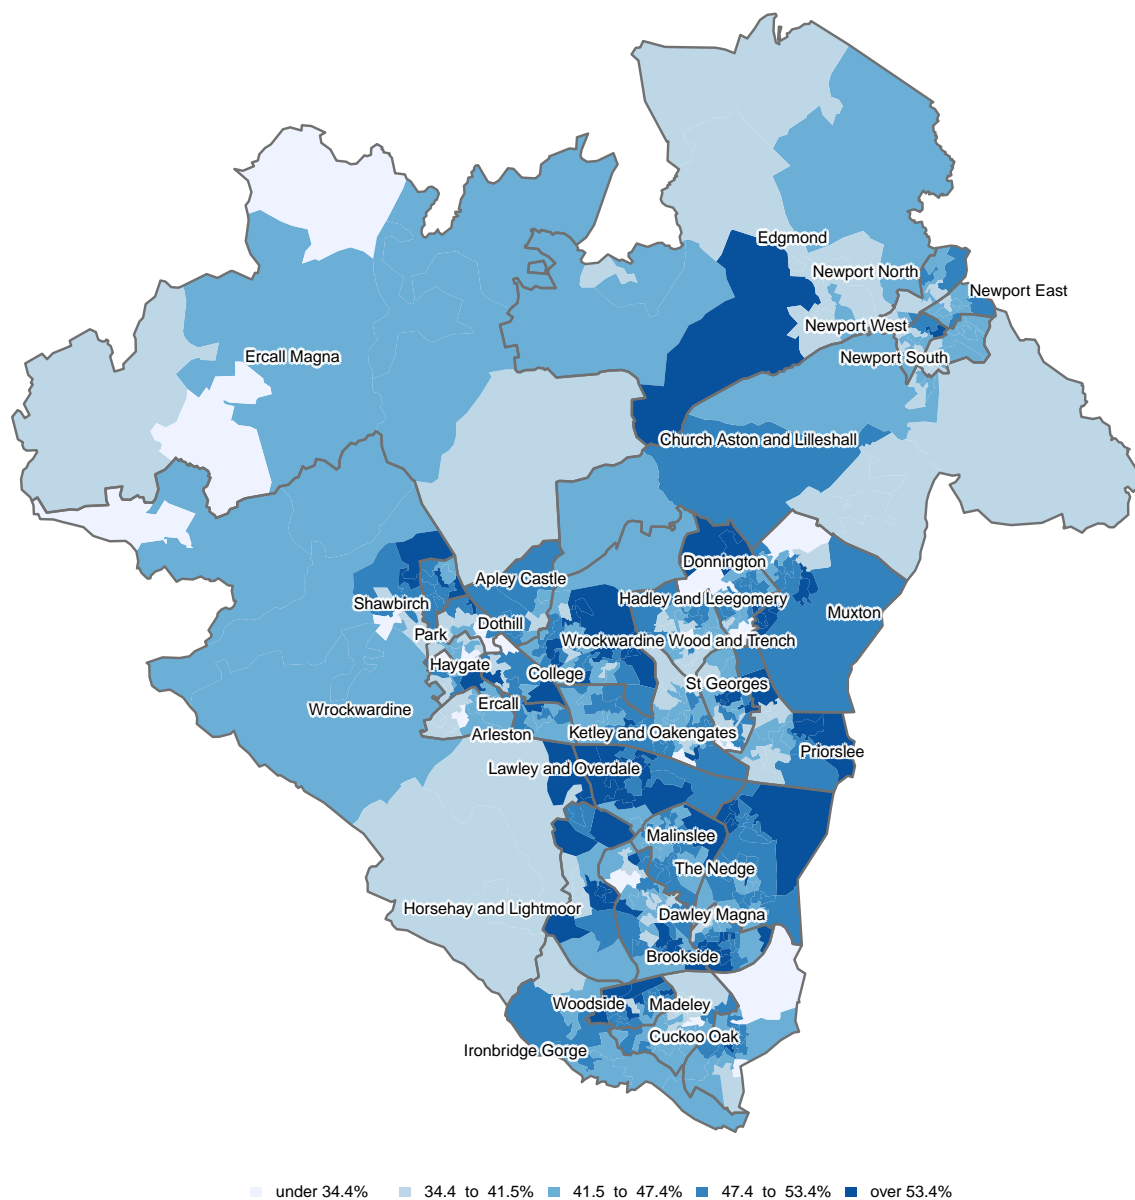 Edgmond
Newport North
Newport East
Newport West
Ercall Magna
Newport South
Church Aston and Lilleshall
Donnington
Apley Castle
Hadley and Leegomery
Shawbirch
Muxton
Dothill
Park
Wrockwardine Wood and Trench
Haygate
College
St Georges
Ercall
Wrockwardine
Arleston
Ketley and Oakengates
Priorslee
Lawley and Overdale
Malinslee
The Nedge
Horsehay and Lightmoor
Dawley Magna
Brookside
Woodside
Madeley
Cuckoo Oak
Ironbridge Gorge
under 34.4% 34.4 to 41.5% 41.5 to 47.4% 47.4 to 53.4% over 53.4%